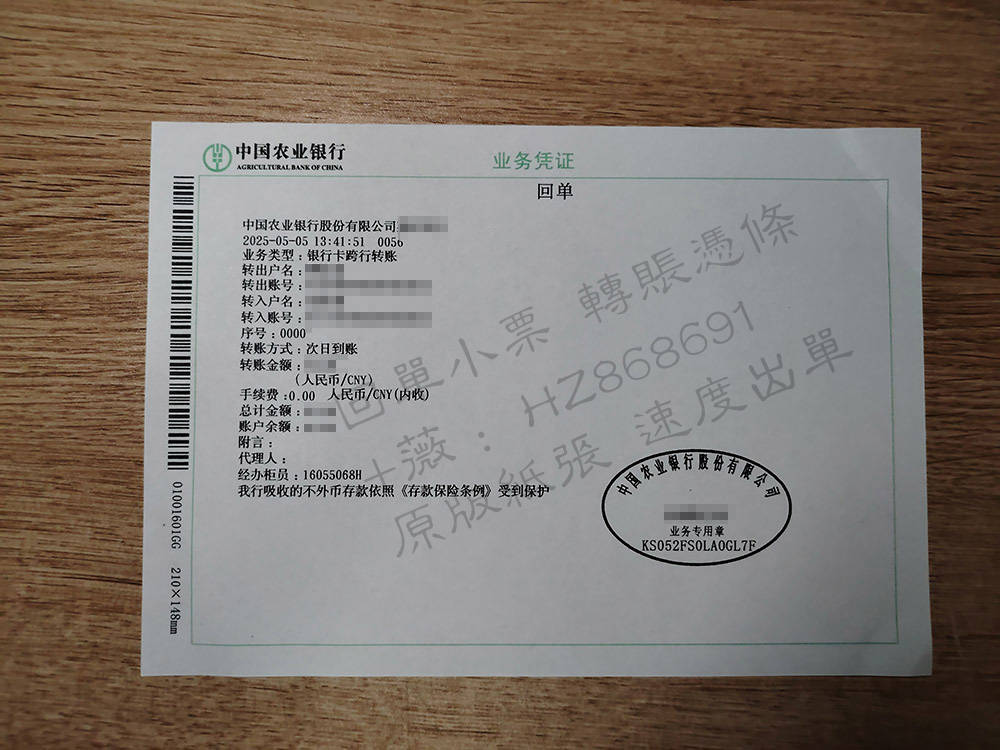 中国农业银行
AGRICULTURAL BANK OF CHINA
业务凭证
回单
中国农业银行股份有限公司
2025-05-05 13:41:51 0056
业务类型：银行卡跨行转账
转出户名：
转出账号：
转入户名：
转入账号：
序号：0000
转账方式：次日到账
转账金额：
(人民币/CNY)
手续费：0.00 人民币/CNY(内收)
总计金额：
账户余额：
附言：
代理人：
经办柜员：16055068H
我行吸收的不外币存款依照《存款保险条例》受到保护
01001601GG 210×148mm
中国农业银行股份有限公司
业务专用章
KS052FS0LA0GL7F
回單小票 轉賬憑條
十薇：HZ868691
原版紙張 速度出單